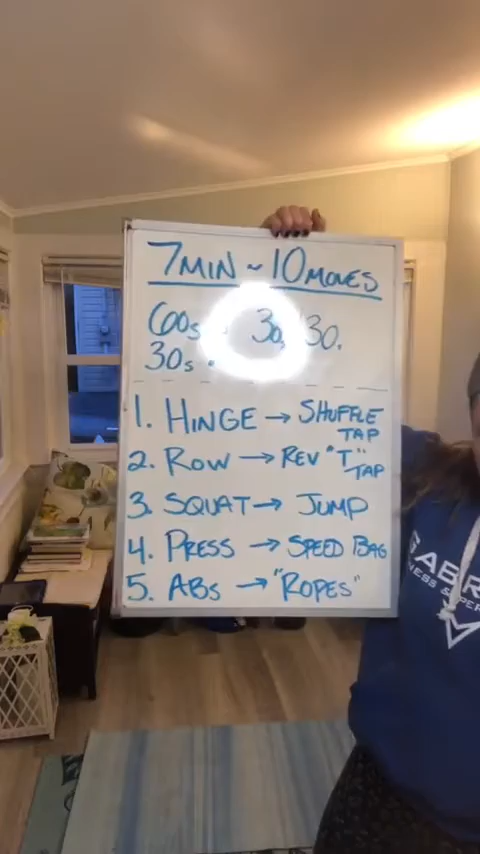 7MIN ~ 10 MOVES
60s 30 30.
30s
1. HINGE → SHUFFLE TAP
2. ROW → REV "T" TAP
3. SQUAT → JUMP
4. PRESS → SPEED BAG
5. ABS → "ROPES"